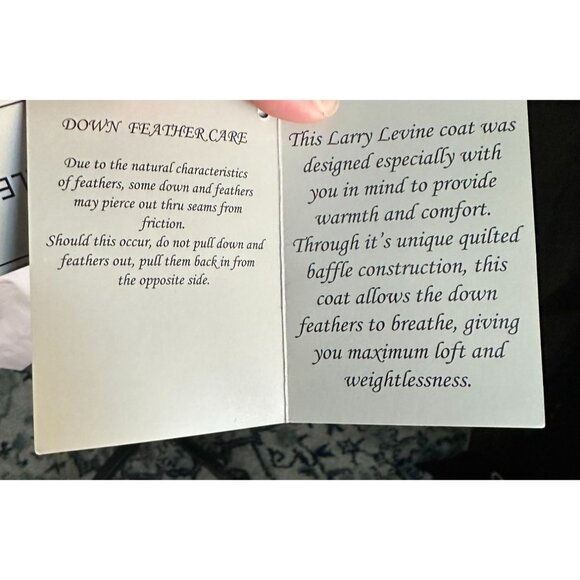 DOWN FEATHER CARE
Due to the natural characteristics
of feathers, some down and feathers
may pierce out thru seams from
friction.
Should this occur, do not pull down and
feathers out, pull them back in from
the opposite side.
This Larry Levine coat was
designed especially with
you in mind to provide
warmth and comfort.
Through it's unique quilted
baffle construction, this
coat allows the down
feathers to breathe, giving
you maximum loft and
weightlessness.